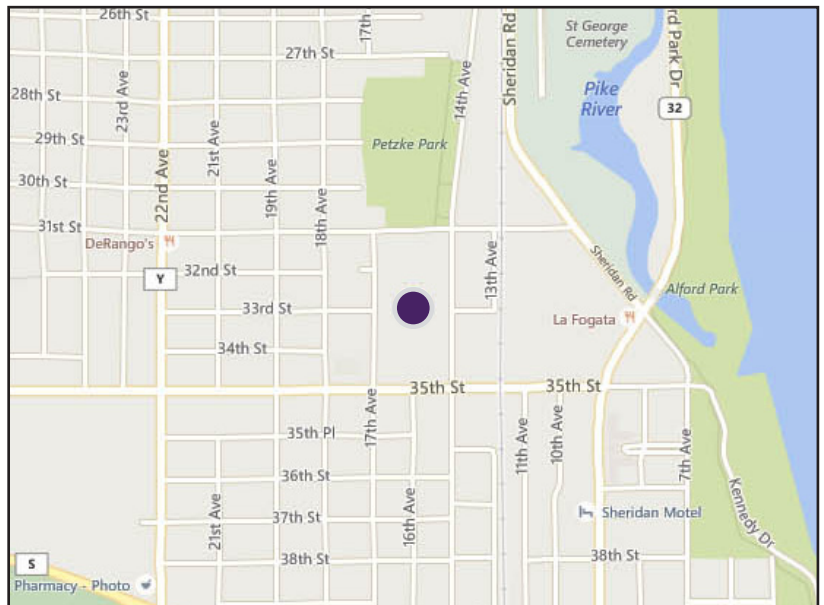 26th St
17th
27th St
28th St
23rd Ave
29th St
21st Ave
30th St
22nd Ave
19th Ave
18th Ave
31st St
DeRango's
Y
32nd St
33rd St
34th St
Petzke Park
14th Ave
Sheridan Rd
St George
Cemetery
Pike
River
rd Park Dr
32
13th Ave
Sheridan Rd
Alford Park
La Fogata
35th St
35th St
17th Ave
35th Pl
36th St
37th St
38th St
21st Ave
16th Ave
11th Ave
10th Ave
7th Ave
Sheridan Motel
38th St
Kennedy Dr
S
Pharmacy - Photo